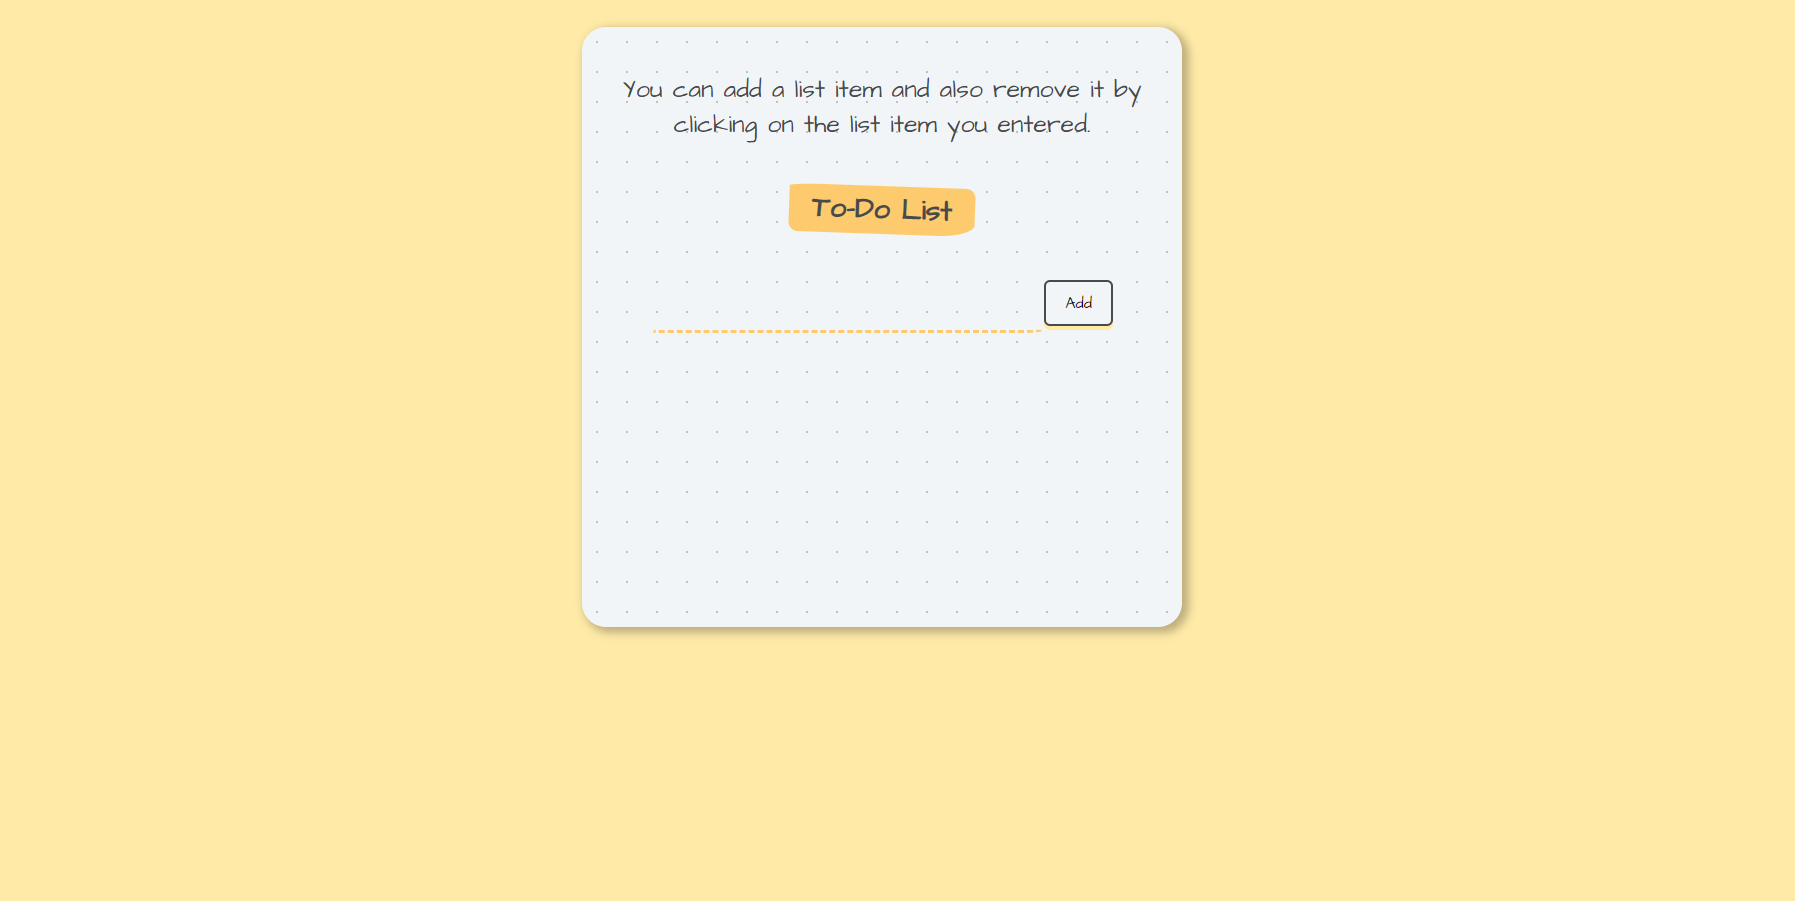 You can add a list item and also remove it by
clicking on the list item you entered.
To-Do List
Add